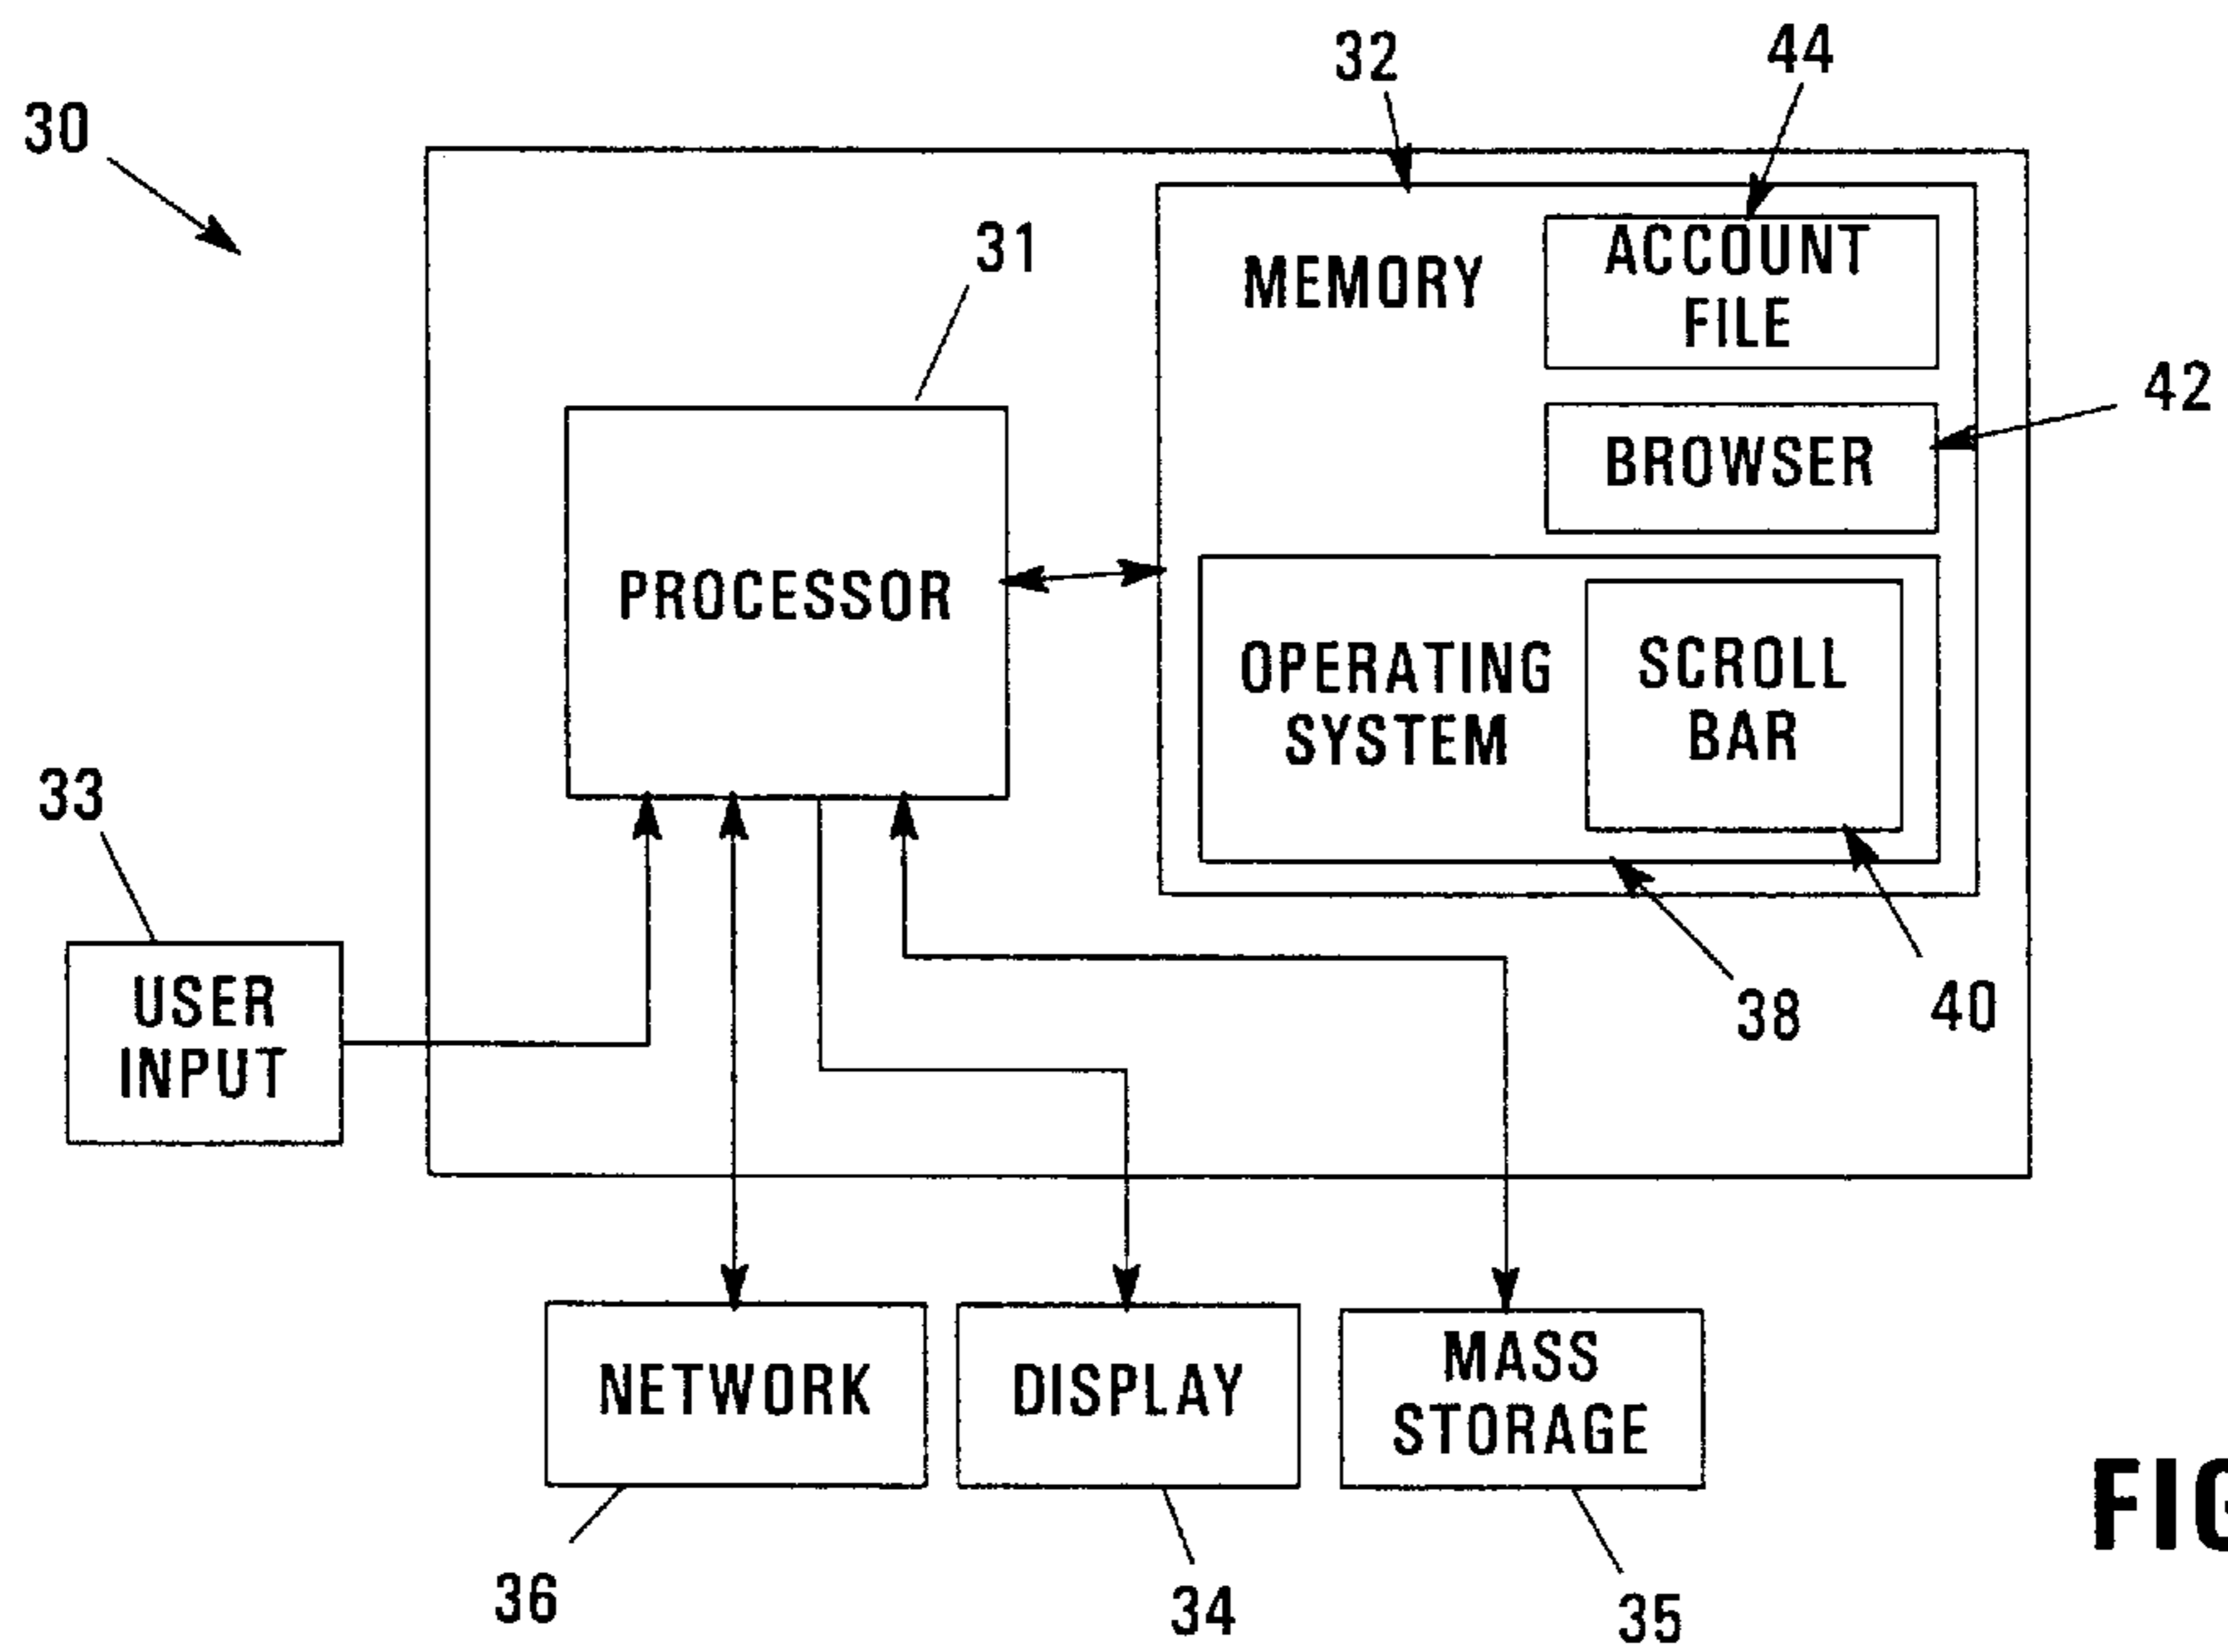 32
44
30
31
MEMORY
ACCOUNT
FILE
42
BROWSER
PROCESSOR
OPERATING
SYSTEM
SCROLL
BAR
33
USER
INPUT
38
40
NETWORK
DISPLAY
MASS
STORAGE
36
34
35